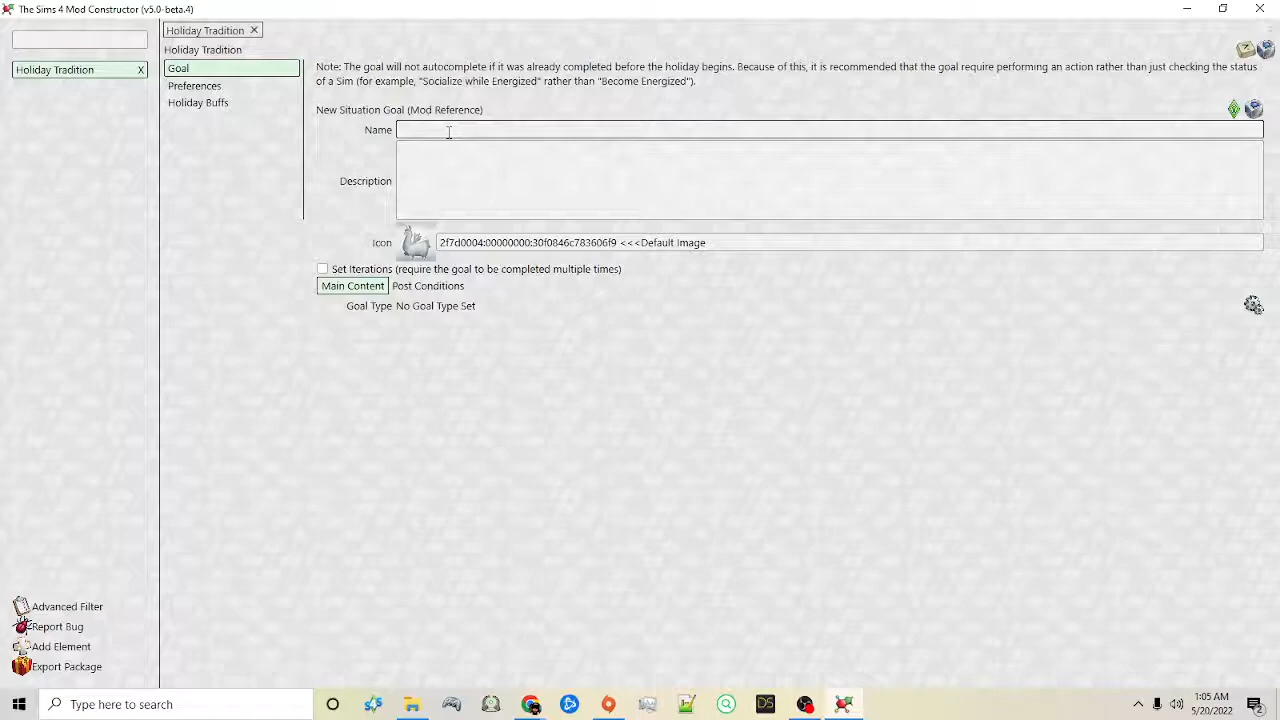 The Sims 4 Mod Constructor (v5.0-beta.4)
Holiday Tradition X
Holiday Tradition
Holiday Tradition X
Goal
Preferences
Holiday Buffs
Note: The goal will not autocomplete if it was already completed before the holiday begins. Because of this, it is recommended that the goal require performing an action rather than just checking the status
of a Sim (for example, "Socialize while Energized" rather than "Become Energized").
New Situation Goal (Mod Reference)
Name
Description
Icon 2f7d0004:00000000:30f0846c783606f9 <<<Default Image
Set Iterations (require the goal to be completed multiple times)
Main Content Post Conditions
Goal Type No Goal Type Set
Advanced Filter
Report Bug
Add Element
Export Package
Type here to search
DS
1:05 AM
5/20/2022
2